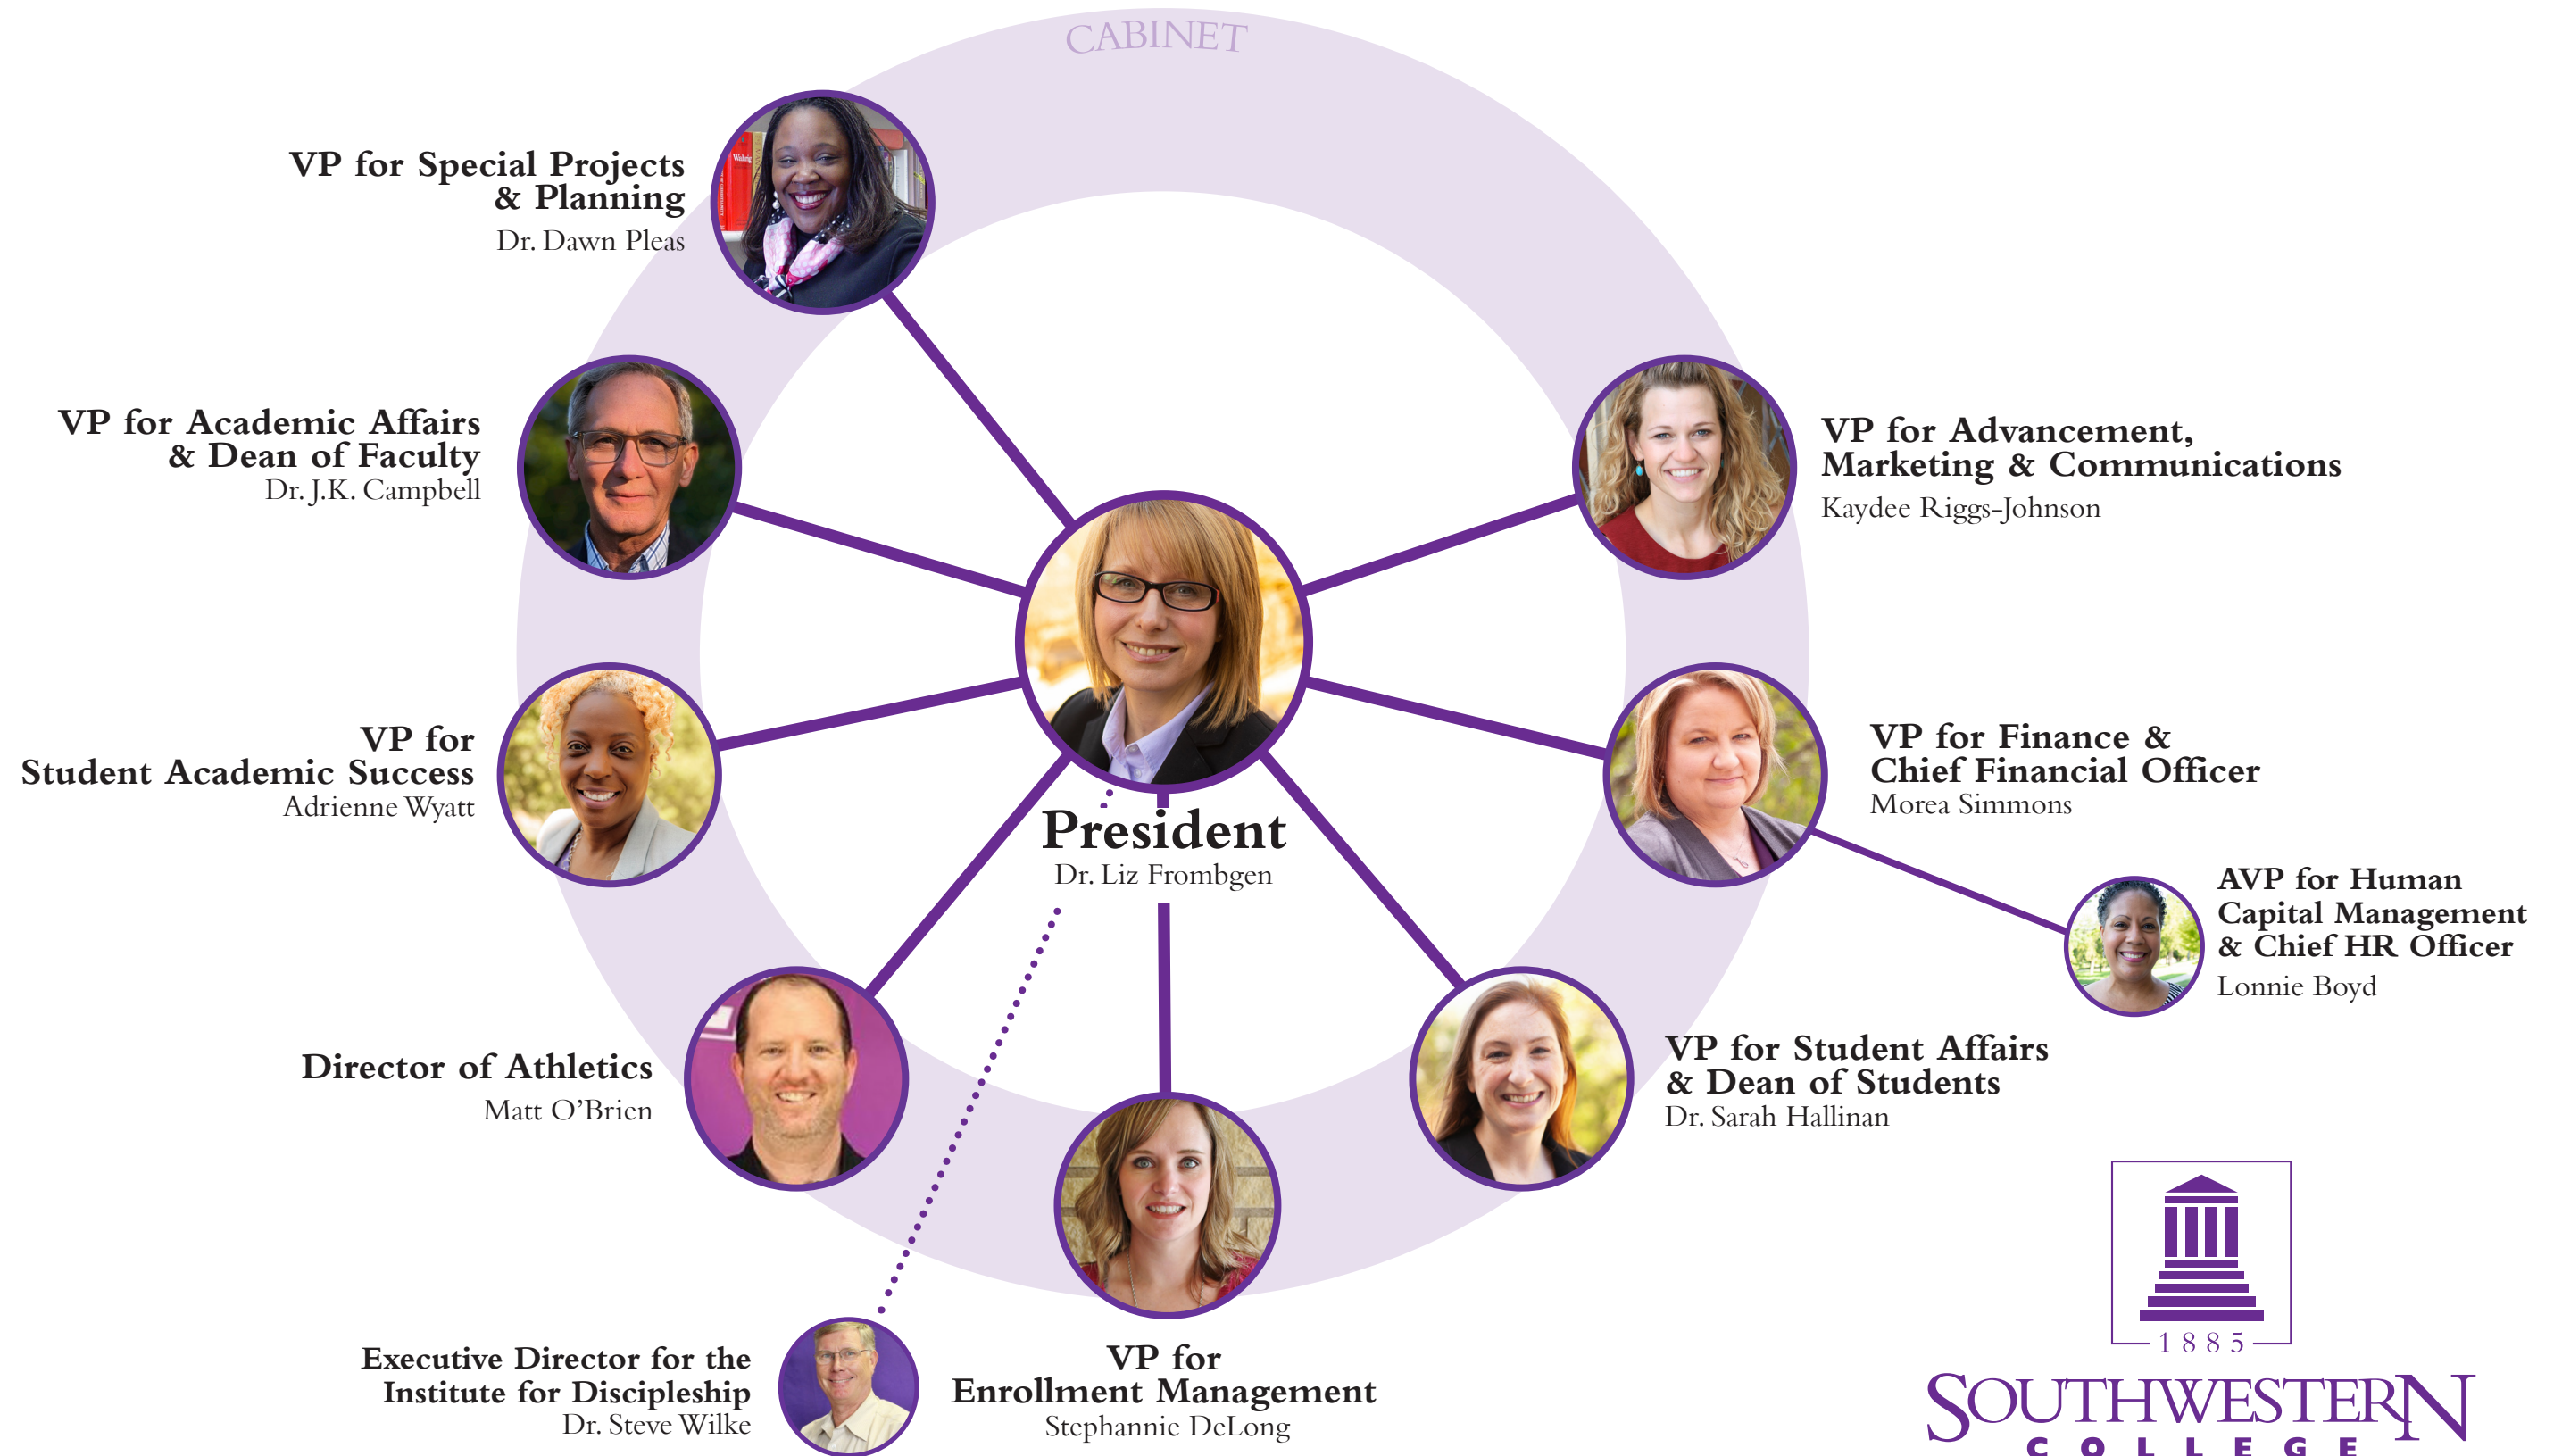 CABINET
VP for Special Projects
& Planning
Dr. Dawn Pleas
VP for Academic Affairs
& Dean of Faculty
Dr. J.K. Campbell
VP for Advancement,
Marketing & Communications
Kaydee Riggs-Johnson
VP for
Student Academic Success
Adrienne Wyatt
VP for Finance &
Chief Financial Officer
Morea Simmons
President
Dr. Liz Frombgen
AVP for Human
Capital Management
& Chief HR Officer
Lonnie Boyd
Director of Athletics
Matt O’Brien
VP for Student Affairs
& Dean of Students
Dr. Sarah Hallinan
Executive Director for the
Institute for Discipleship
Dr. Steve Wilke
VP for
Enrollment Management
Stephannie DeLong
1885
SOUTHWESTERN
COLLEGE